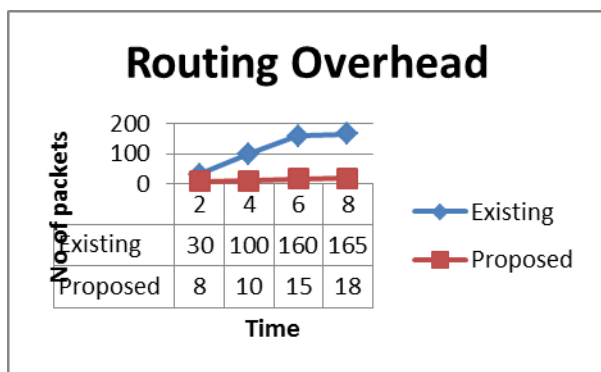 Routing Overhead
No of packets
200
100
0
2 4 6 8
Existing 30 100 160 165
Proposed 8 10 15 18
Time
Existing
Proposed